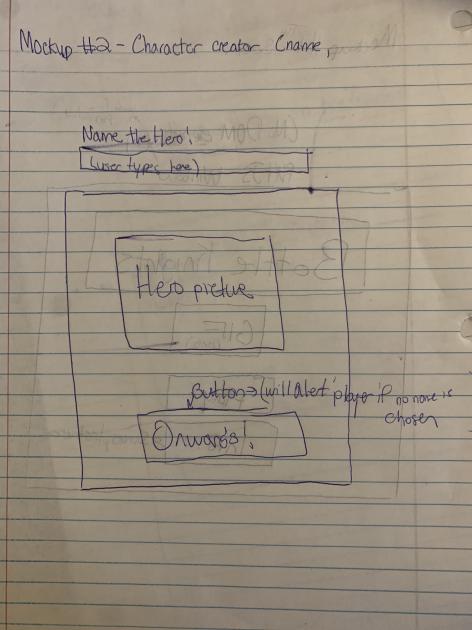 Mockup #2 - Character creator Cname,
Name the Hero!
(user types here)
Hero picture
Button → (will Alert player if no name is
chosen
Onwards!